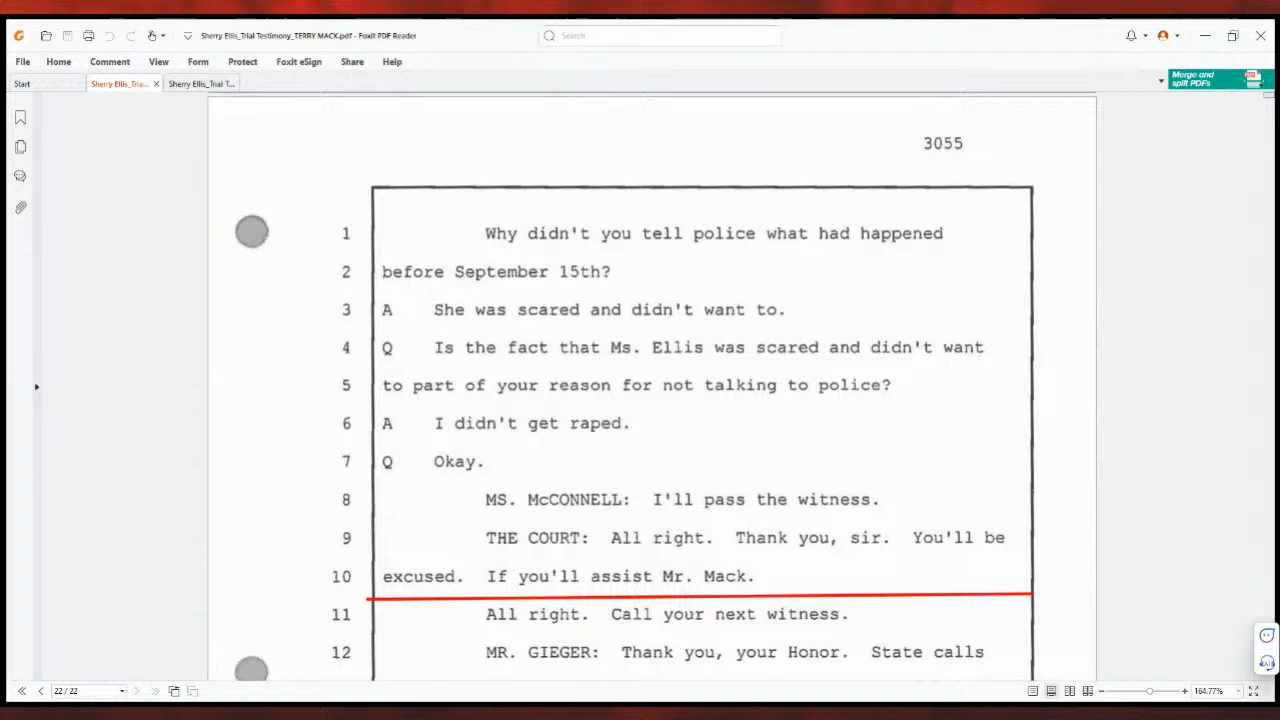 Sherry Ellis_Trial Testimony_TERRY MACK.pdf - Foxit PDF Reader
Search
File Home Comment View Form Protect Foxit eSign Share Help
Start
Sherry Ellis_Tria...
Sherry Ellis_Trial T...
Merge and
split PDFs
3055
1 Why didn't you tell police what had happened
2 before September 15th?
3 A She was scared and didn't want to.
4 Q Is the fact that Ms. Ellis was scared and didn't want
5 to part of your reason for not talking to police?
6 A I didn't get raped.
7 Q Okay.
8 MS. McCONNELL: I'll pass the witness.
9 THE COURT: All right. Thank you, sir. You'll be
10 excused. If you'll assist Mr. Mack.
11 All right. Call your next witness.
12 MR. GIEGER: Thank you, your Honor. State calls
22 / 22
164.77%